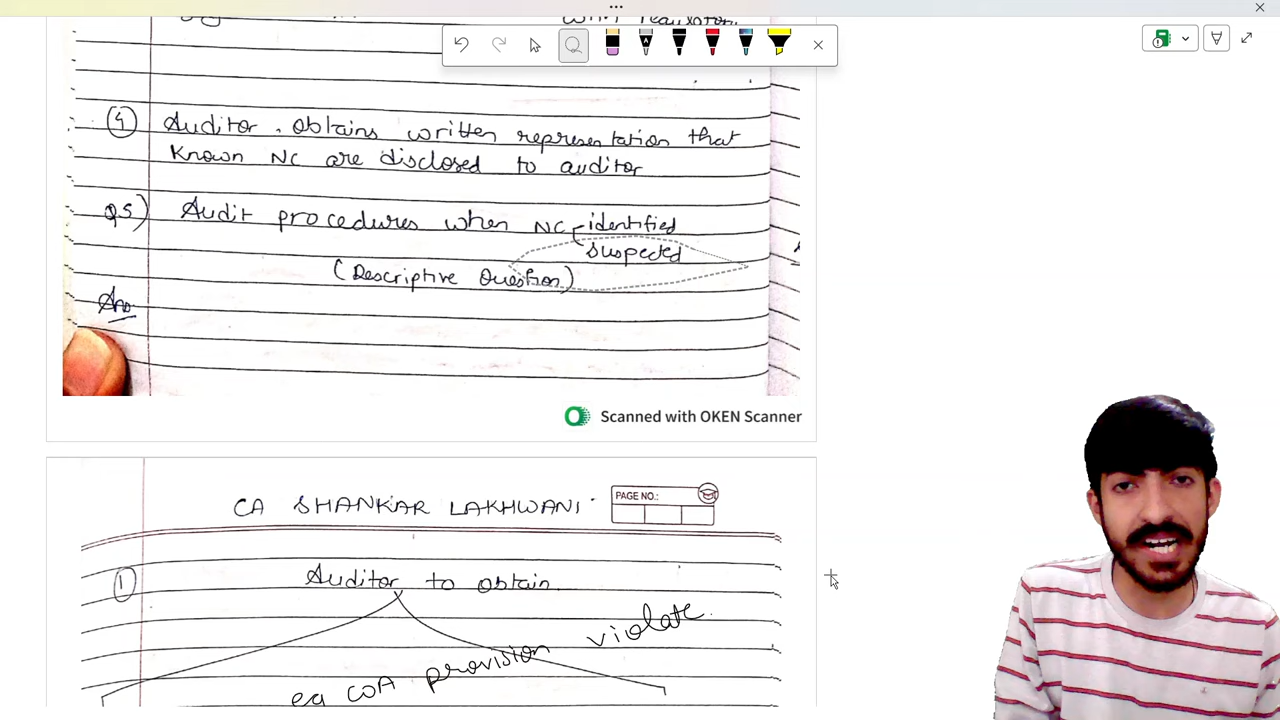 with regulatory
(4) Auditor obtains written representation that
known NC are disclosed to auditor
Q5) Audit procedures when NC identified
suspected
(Descriptive Question)
Ans
Scanned with OKEN Scanner
CA SHANKAR LAKHWANI
PAGE NO.:
(1) Auditor to obtain
eg COA provision violate.